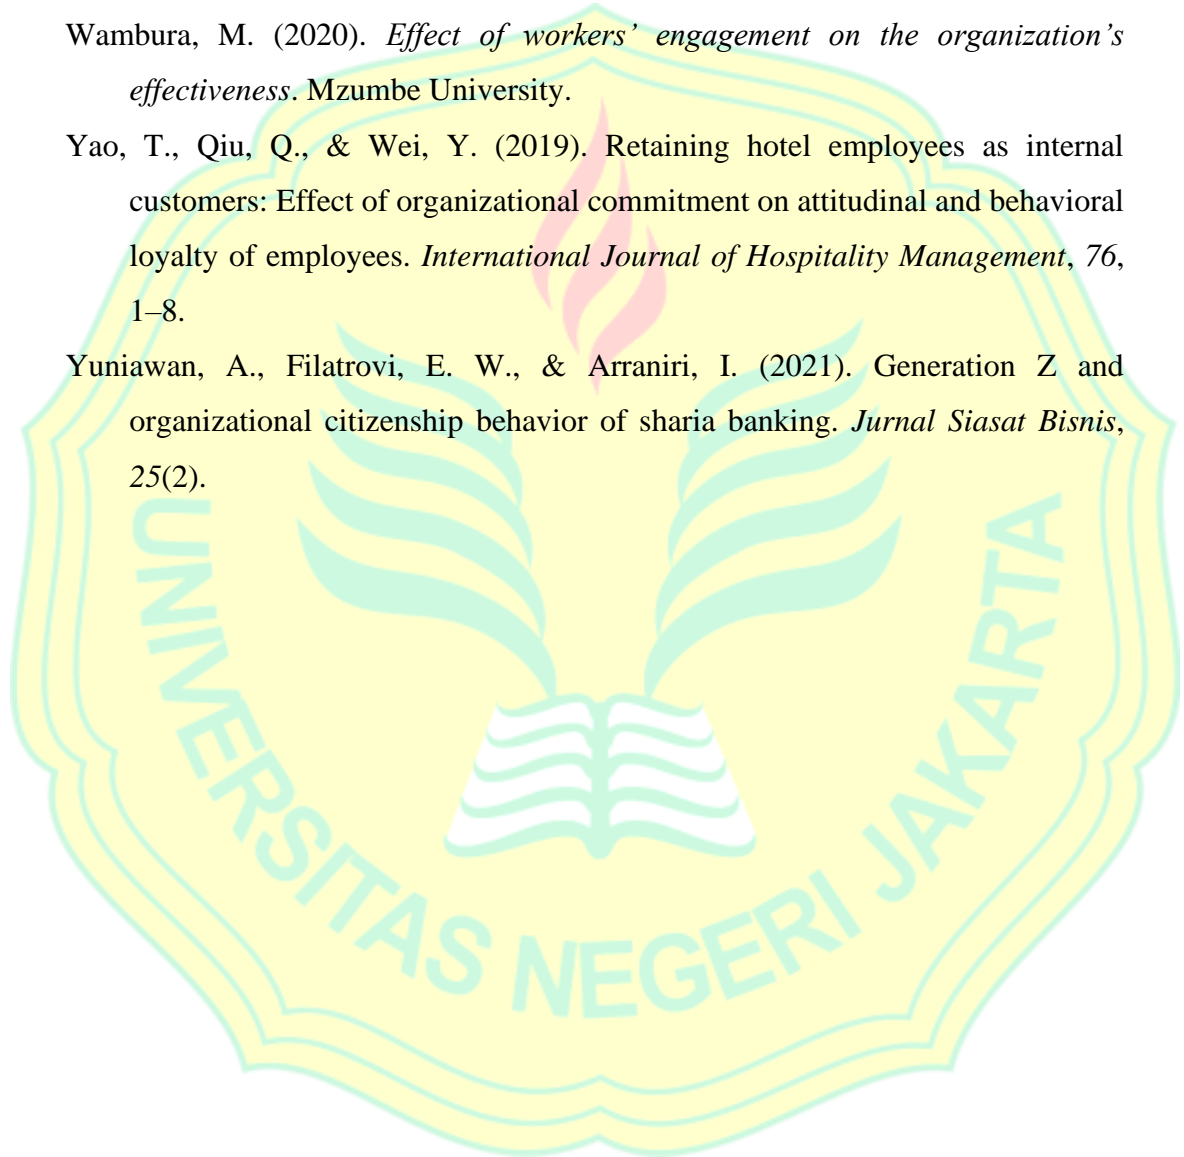 Wambura, M. (2020). Effect of workers’ engagement on the organization’s
effectiveness. Mzumbe University.
Yao, T., Qiu, Q., & Wei, Y. (2019). Retaining hotel employees as internal
customers: Effect of organizational commitment on attitudinal and behavioral
loyalty of employees. International Journal of Hospitality Management, 76,
1–8.
Yuniawan, A., Filatrovi, E. W., & Arraniri, I. (2021). Generation Z and
organizational citizenship behavior of sharia banking. Jurnal Siasat Bisnis,
25(2).
UNIVERSITAS NEGERI JAKARTA